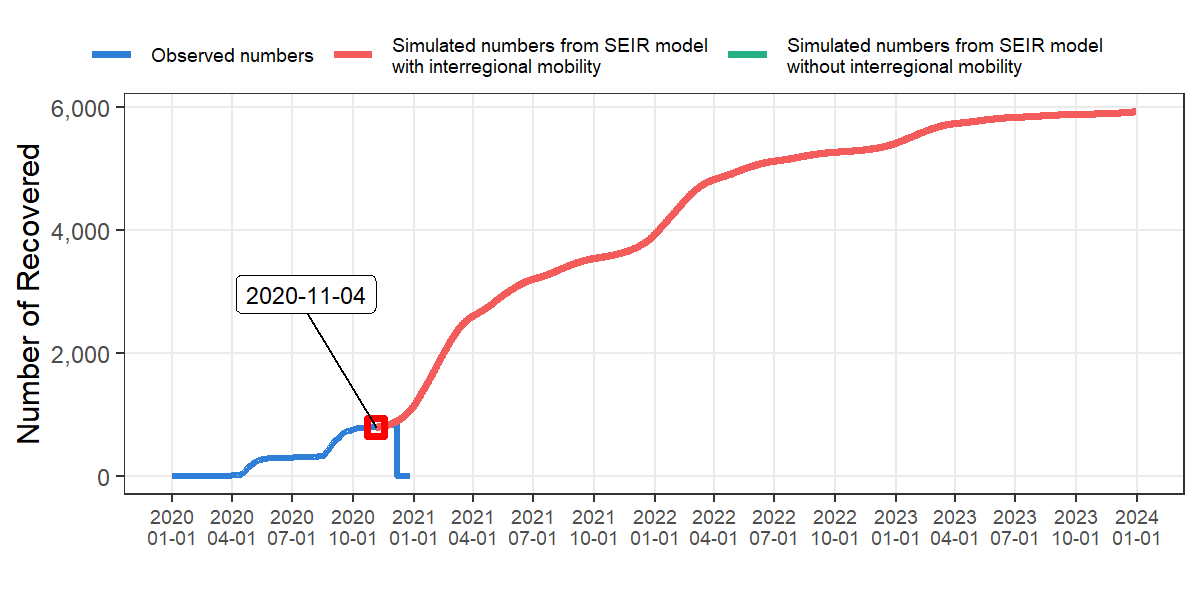 Observed numbers
Simulated numbers from SEIR model
with interregional mobility
Simulated numbers from SEIR model
without interregional mobility
Number of Recovered
6,000
4,000
2,000
0
2020-11-04
2020 2020 2020 2020 2021 2021 2021 2021 2022 2022 2022 2022 2023 2023 2023 2023 2024
01-01 04-01 07-01 10-01 01-01 04-01 07-01 10-01 01-01 04-01 07-01 10-01 01-01 04-01 07-01 10-01 01-01